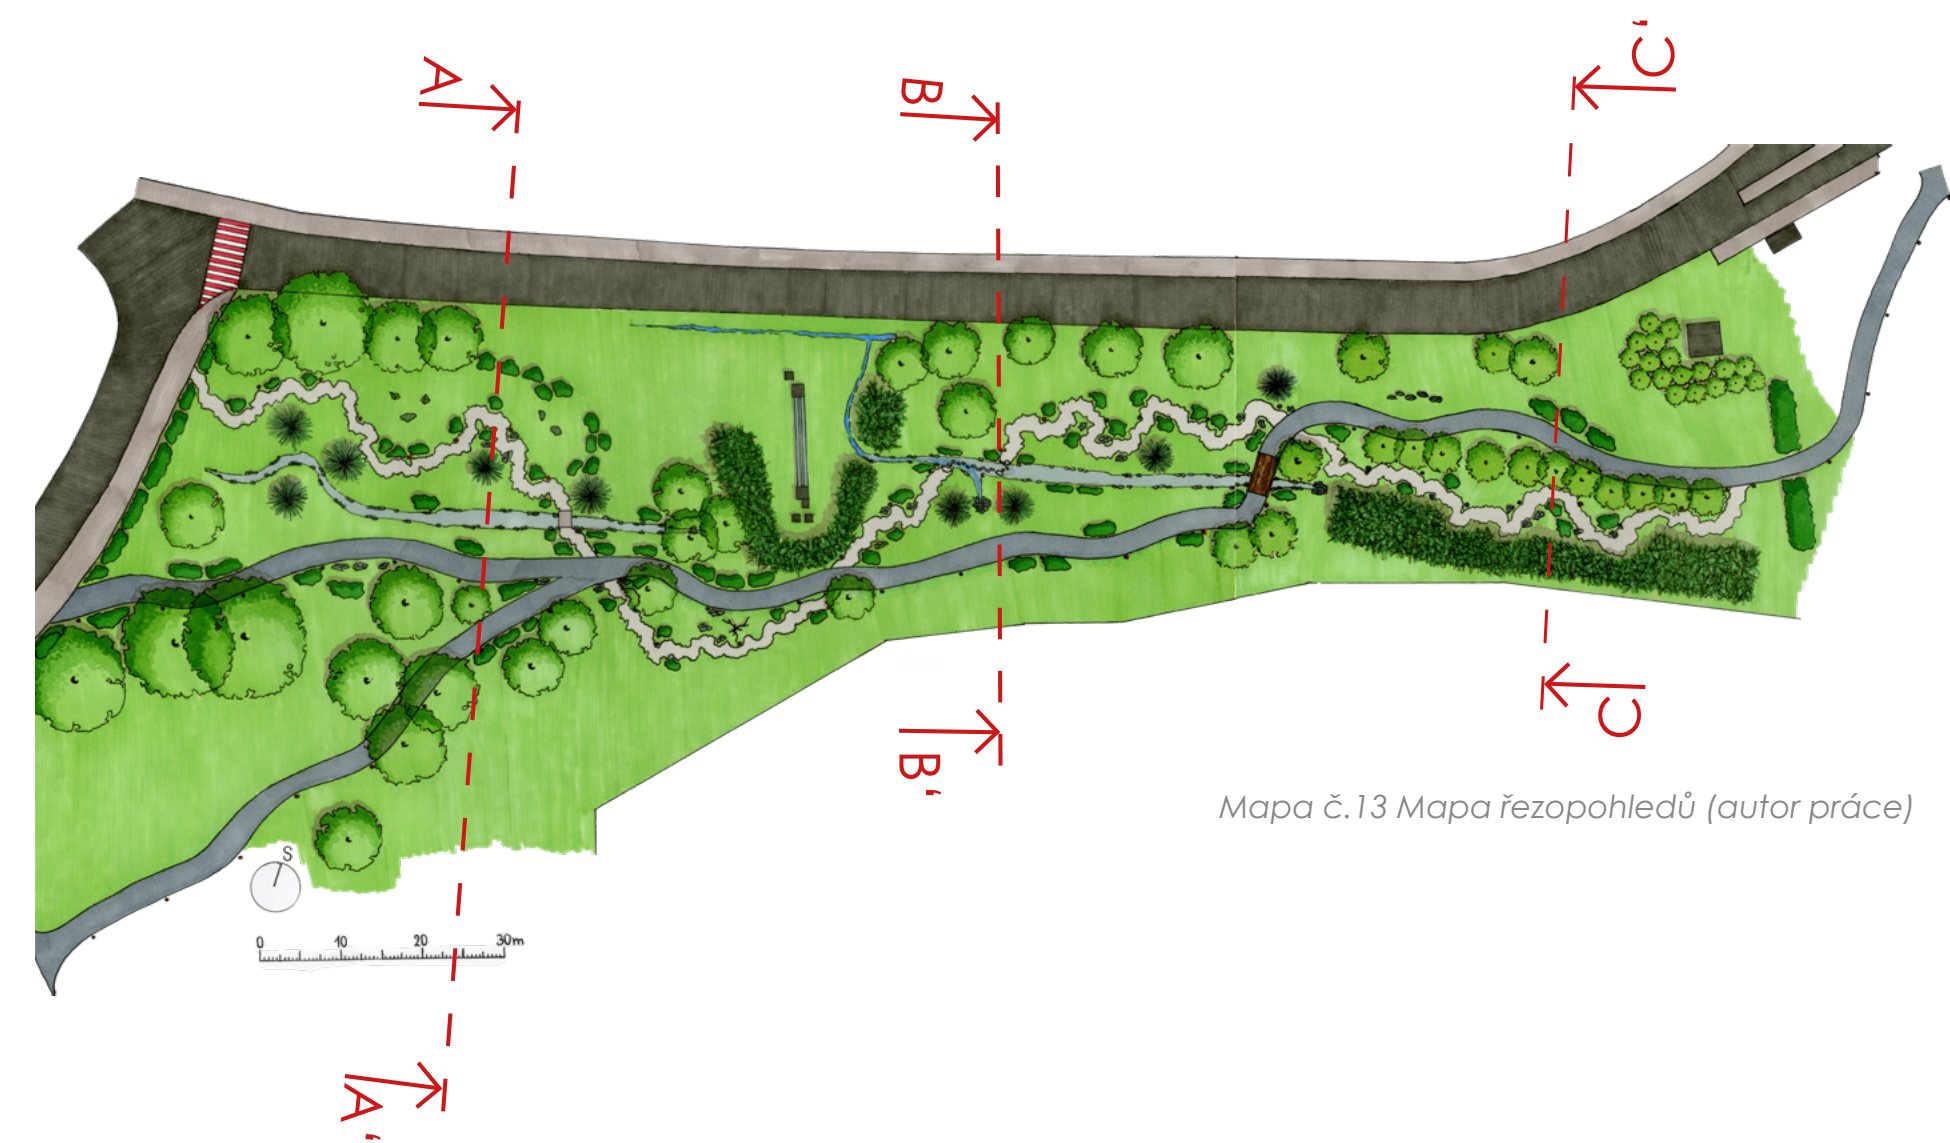 A
B
C'
Mapa č.13 Mapa řezopohledů (autor práce)
B'
C
S
0 10 20 30m
A'